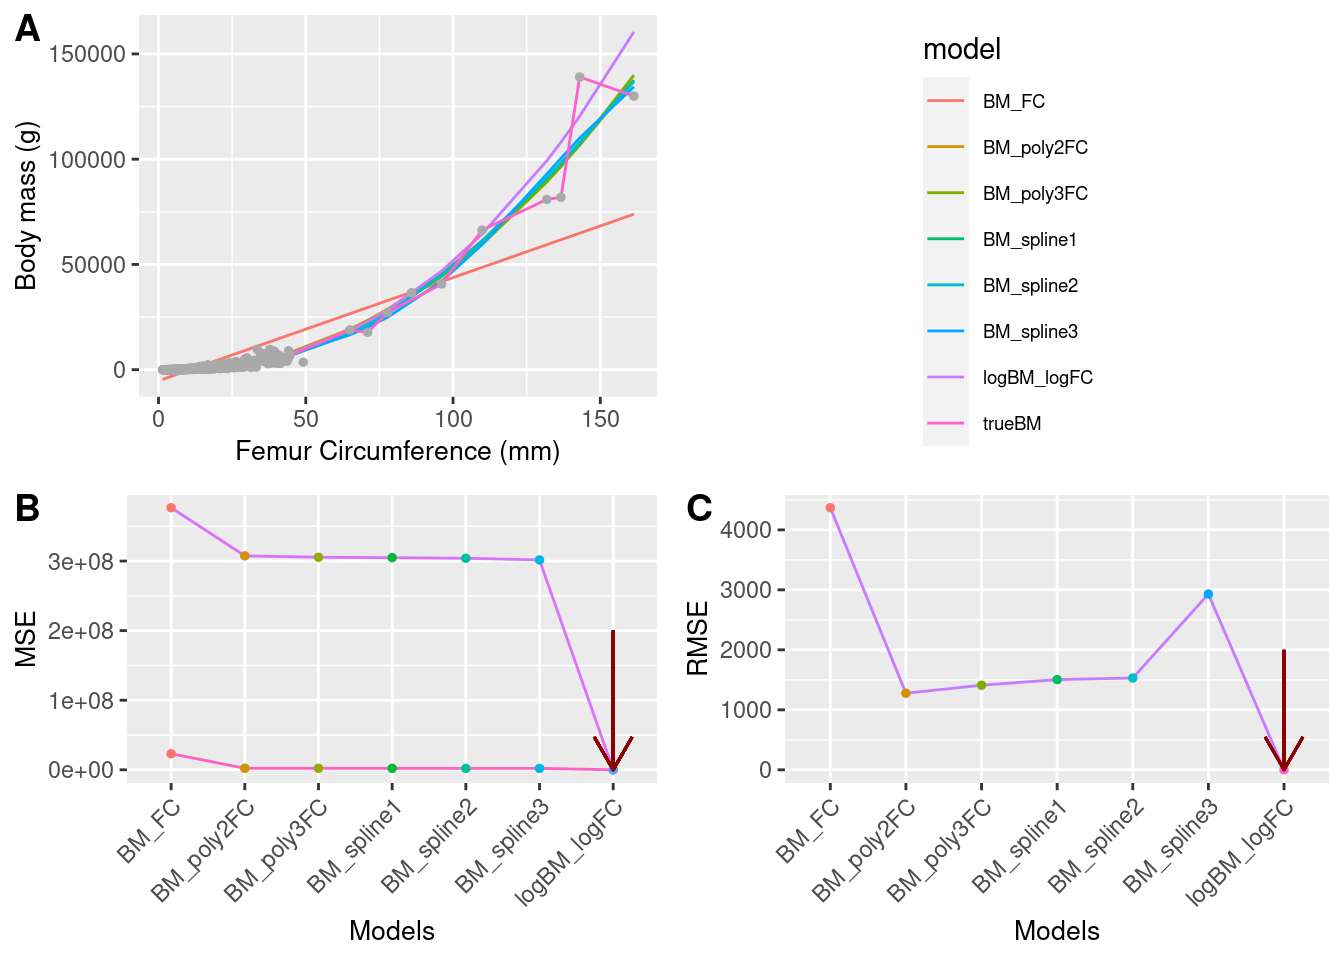 A
150000
100000
50000
0
Body mass (g)
0 50 100 150
Femur Circumference (mm)
model
BM_FC
BM_poly2FC
BM_poly3FC
BM_spline1
BM_spline2
BM_spline3
logBM_logFC
trueBM
B
3e+08
2e+08
1e+08
0e+00
MSE
BM_FC
BM_poly2FC
BM_poly3FC
BM_spline1
BM_spline2
BM_spline3
logBM_logFC
Models
C
4000
3000
2000
1000
0
RMSE
BM_FC
BM_poly2FC
BM_poly3FC
BM_spline1
BM_spline2
BM_spline3
logBM_logFC
Models